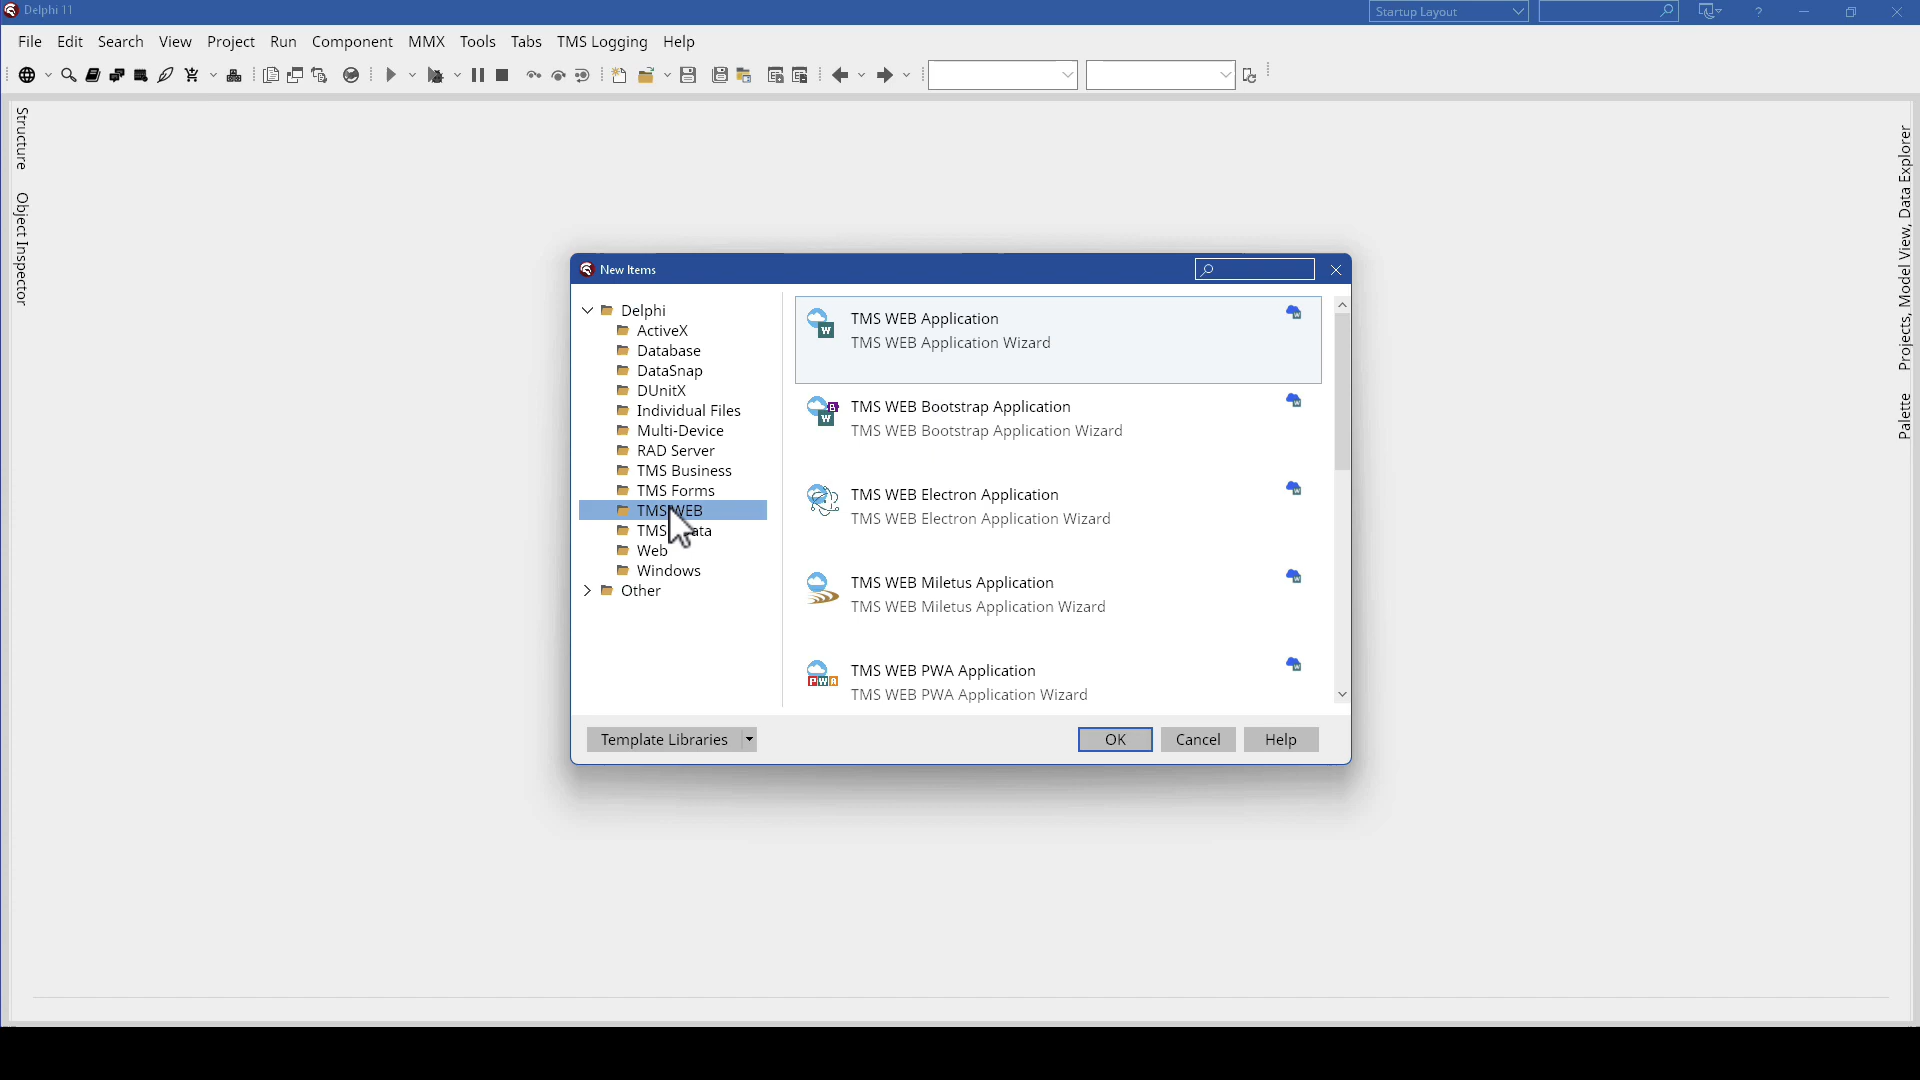 Delphi 11
Startup Layout
File Edit Search View Project Run Component MMX Tools Tabs TMS Logging Help
Structure
Object Inspector
Projects, Model View, Data Explorer
Palette
New Items
Delphi
ActiveX
Database
DataSnap
DUnitX
Individual Files
Multi-Device
RAD Server
TMS Business
TMS Forms
TMS WEB
TMS ata
Web
Windows
Other
TMS WEB Application
TMS WEB Application Wizard
TMS WEB Bootstrap Application
TMS WEB Bootstrap Application Wizard
TMS WEB Electron Application
TMS WEB Electron Application Wizard
TMS WEB Miletus Application
TMS WEB Miletus Application Wizard
PWA
TMS WEB PWA Application
TMS WEB PWA Application Wizard
Template Libraries
OK
Cancel
Help